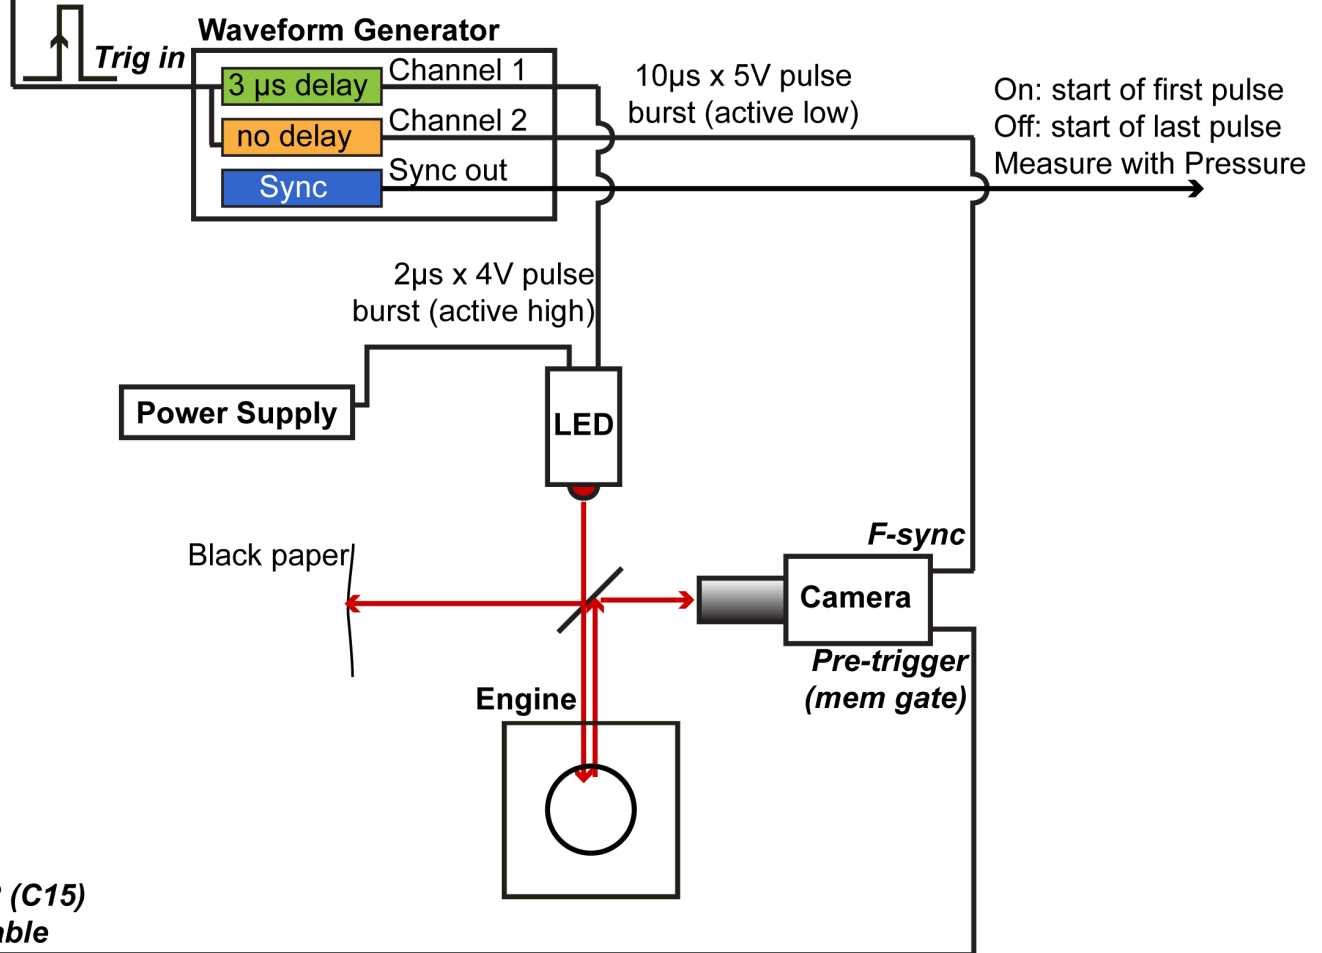 Waveform Generator
Trig in
3 µs delay
Channel 1
no delay
Channel 2
Sync
Sync out
10µs x 5V pulse
burst (active low)
On: start of first pulse
Off: start of last pulse
Measure with Pressure
2µs x 4V pulse
burst (active high)
Power Supply
LED
Black paper
F-sync
Camera
Pre-trigger
(mem gate)
Engine
(C15)